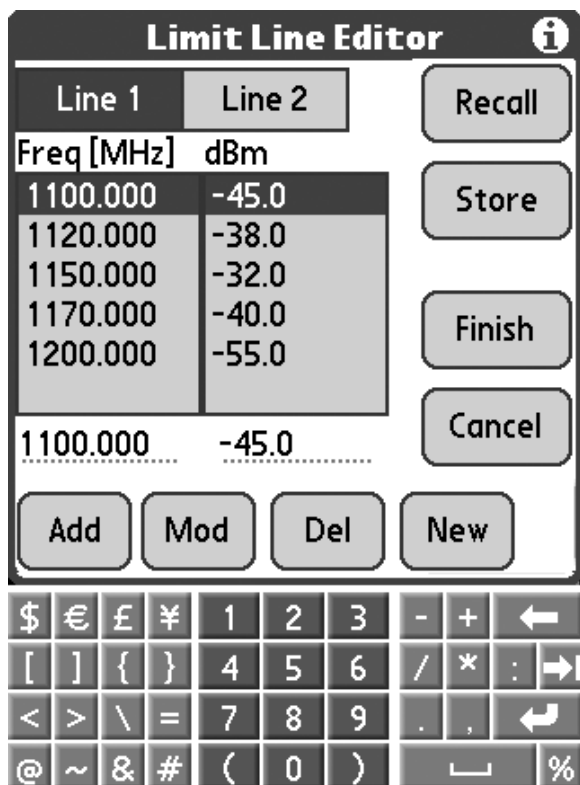 Limit Line Editor i
Line 1 Line 2 Recall
Freq [MHz] dBm
1100.000 -45.0 Store
1120.000 -38.0
1150.000 -32.0
1170.000 -40.0 Finish
1200.000 -55.0
1100.000 -45.0 Cancel
Add Mod Del New
$ € £ ¥ 1 2 3 - +
[ ] { } 4 5 6 / * :
< > \ = 7 8 9 . ,
@ ~ & # ( 0 ) %